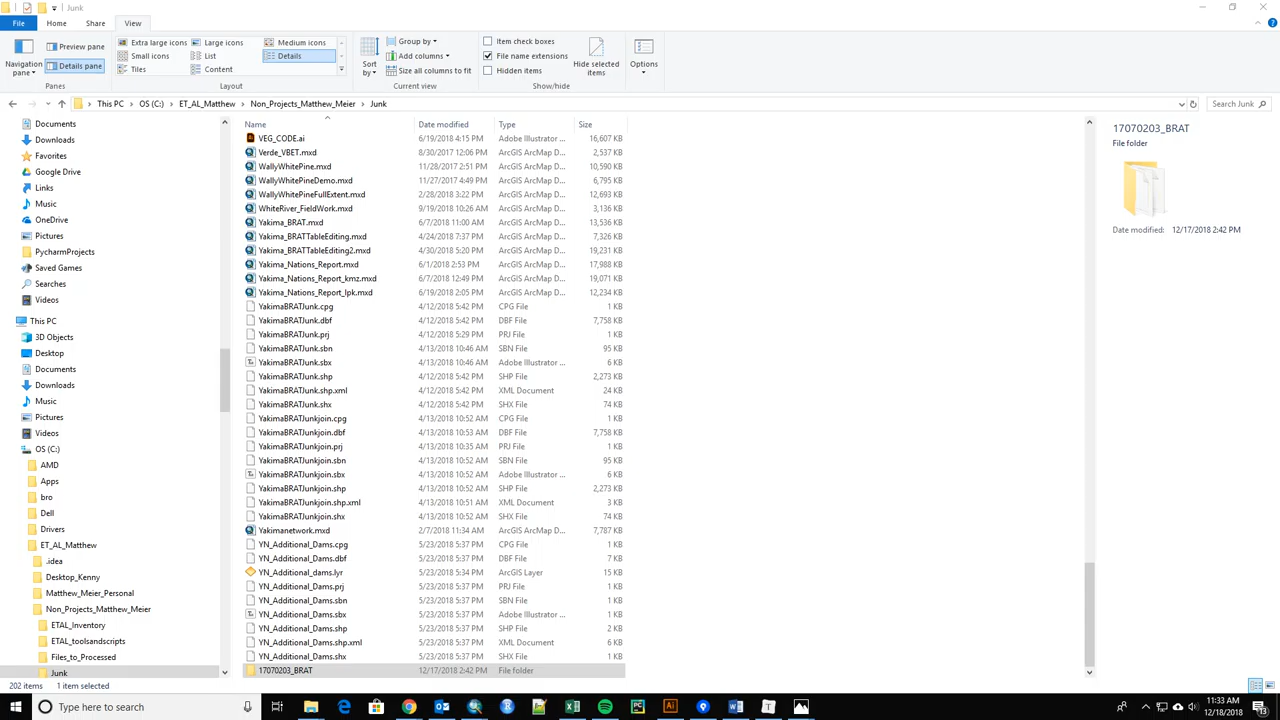 Junk
File Home Share View
Navigation pane
Preview pane
Details pane
Panes
Extra large icons Large icons Medium icons
Small icons List Details
Tiles Content
Layout
Sort by
Group by
Add columns
Size all columns to fit
Current view
Item check boxes
File name extensions
Hidden items
Hide selected items
Show/hide
Options
This PC OS (C:) ET_AL_Matthew Non_Projects_Matthew_Meier Junk
Search Junk
Documents
Downloads
Favorites
Google Drive
Links
Music
OneDrive
Pictures
PycharmProjects
Saved Games
Searches
Videos
This PC
3D Objects
Desktop
Documents
Downloads
Music
Pictures
Videos
OS (C:)
AMD
Apps
bro
Dell
Drivers
ET_AL_Matthew
.idea
Desktop_Kenny
Matthew_Meier_Personal
Non_Projects_Matthew_Meier
ETAL_Inventory
ETAL_toolsandscripts
Files_to_Processed
Junk
Name Date modified Type Size
VEG_CODE.ai 6/19/2018 4:15 PM Adobe Illustrator ... 16,607 KB
Verde_VBET.mxd 8/30/2017 12:06 PM ArcGIS ArcMap D... 2,537 KB
WallyWhitePine.mxd 11/28/2017 2:47 PM ArcGIS ArcMap D... 10,590 KB
WallyWhitePineDemo.mxd 11/27/2017 4:49 PM ArcGIS ArcMap D... 6,795 KB
WallyWhitePineFullExtent.mxd 2/28/2018 3:22 PM ArcGIS ArcMap D... 12,693 KB
WhiteRiver_FieldWork.mxd 9/19/2018 10:26 AM ArcGIS ArcMap D... 3,136 KB
Yakima_BRAT.mxd 6/7/2018 11:00 AM ArcGIS ArcMap D... 13,536 KB
Yakima_BRATTableEditing.mxd 4/24/2018 7:37 PM ArcGIS ArcMap D... 7,326 KB
Yakima_BRATTableEditing2.mxd 4/30/2018 5:20 PM ArcGIS ArcMap D... 19,231 KB
Yakima_Nations_Report.mxd 6/1/2018 2:53 PM ArcGIS ArcMap D... 17,988 KB
Yakima_Nations_Report_kmz.mxd 6/7/2018 12:49 PM ArcGIS ArcMap D... 19,071 KB
Yakima_Nations_Report_lpk.mxd 6/19/2018 2:05 PM ArcGIS ArcMap D... 12,234 KB
YakimaBRATJunk.cpg 4/12/2018 5:42 PM CPG File 1 KB
YakimaBRATJunk.dbf 4/12/2018 5:42 PM DBF File 7,758 KB
YakimaBRATJunk.prj 4/12/2018 5:29 PM PRJ File 1 KB
YakimaBRATJunk.sbn 4/13/2018 10:46 AM SBN File 95 KB
YakimaBRATJunk.sbx 4/13/2018 10:46 AM Adobe Illustrator ... 6 KB
YakimaBRATJunk.shp 4/12/2018 5:42 PM SHP File 2,273 KB
YakimaBRATJunk.shp.xml 4/12/2018 5:42 PM XML Document 24 KB
YakimaBRATJunk.shx 4/12/2018 5:42 PM SHX File 74 KB
YakimaBRATJunkjoin.cpg 4/13/2018 10:52 AM CPG File 1 KB
YakimaBRATJunkjoin.dbf 4/13/2018 10:53 AM DBF File 7,758 KB
YakimaBRATJunkjoin.prj 4/13/2018 10:35 AM PRJ File 1 KB
YakimaBRATJunkjoin.sbn 4/13/2018 10:52 AM SBN File 95 KB
YakimaBRATJunkjoin.sbx 4/13/2018 10:52 AM Adobe Illustrator ... 6 KB
YakimaBRATJunkjoin.shp 4/13/2018 10:52 AM SHP File 2,273 KB
YakimaBRATJunkjoin.shp.xml 4/13/2018 10:51 AM XML Document 3 KB
YakimaBRATJunkjoin.shx 4/13/2018 10:52 AM SHX File 74 KB
Yakimanetwork.mxd 2/7/2018 11:34 AM ArcGIS ArcMap D... 7,787 KB
YN_Additional_Dams.cpg 5/23/2018 5:37 PM CPG File 1 KB
YN_Additional_Dams.dbf 5/23/2018 5:37 PM DBF File 7 KB
YN_Additional_dams.lyr 5/23/2018 5:34 PM ArcGIS Layer 15 KB
YN_Additional_Dams.prj 5/23/2018 5:37 PM PRJ File 1 KB
YN_Additional_Dams.sbn 5/23/2018 5:37 PM SBN File 1 KB
YN_Additional_Dams.sbx 5/23/2018 5:37 PM Adobe Illustrator ... 1 KB
YN_Additional_Dams.shp 5/23/2018 5:37 PM SHP File 2 KB
YN_Additional_Dams.shp.xml 5/23/2018 5:37 PM XML Document 6 KB
YN_Additional_Dams.shx 5/23/2018 5:37 PM SHX File 1 KB
17070203_BRAT 12/17/2018 2:42 PM File folder
17070203_BRAT
File folder
Date modified: 12/17/2018 2:42 PM
202 items 1 item selected
Type here to search
11:33 AM
12/18/2018